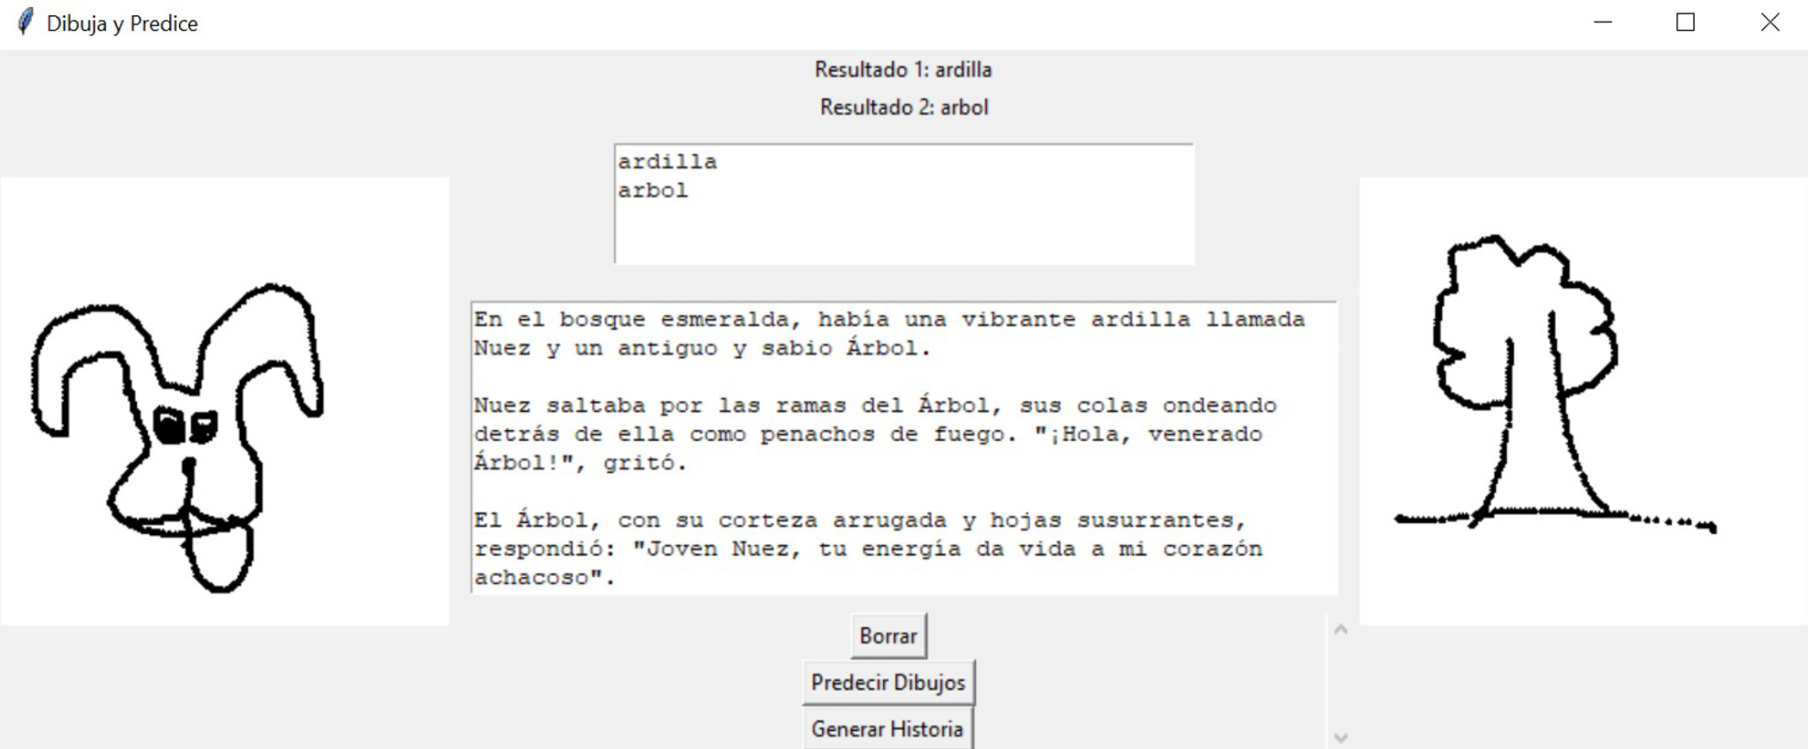 Dibuja y Predice
Resultado 1: ardilla
Resultado 2: arbol
ardilla
arbol
En el bosque esmeralda, había una vibrante ardilla llamada
Nuez y un antiguo y sabio Árbol.
Nuez saltaba por las ramas del Árbol, sus colas ondeando
detrás de ella como penachos de fuego. "¡Hola, venerado
Árbol!", gritó.
El Árbol, con su corteza arrugada y hojas susurrantes,
respondió: "Joven Nuez, tu energía da vida a mi corazón
achacoso".
Borrar
Predecir Dibujos
Generar Historia